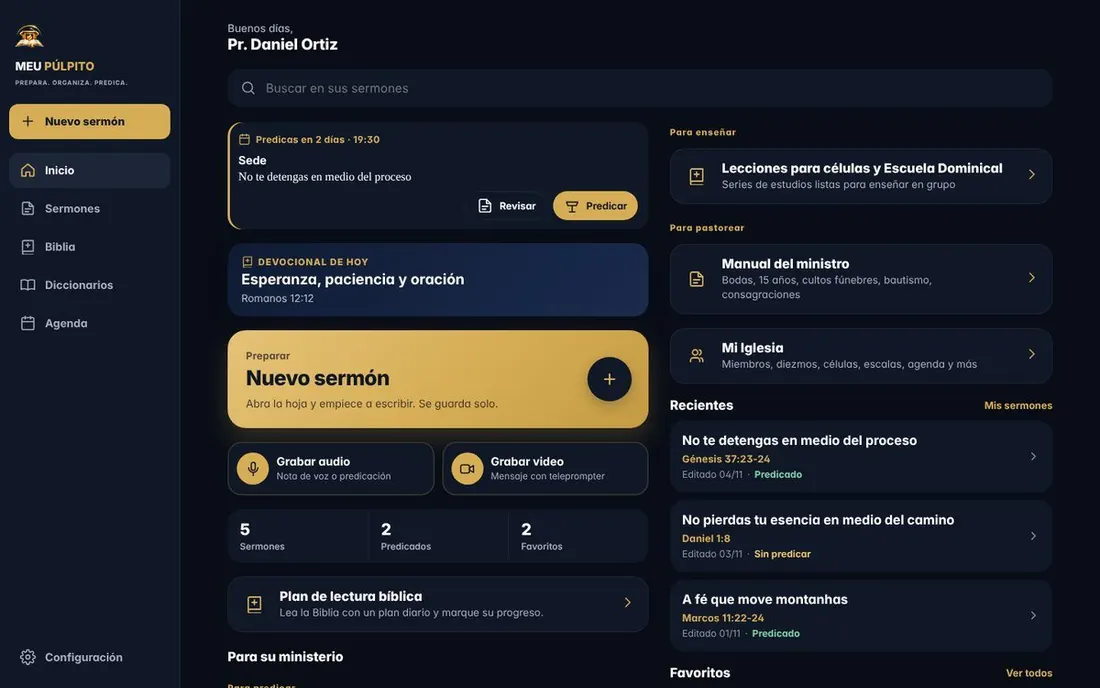 MEU PÚLPITO
PREPARA. ORGANIZA. PREDICA.
Nuevo sermón
Inicio
Sermones
Biblia
Diccionarios
Agenda
Configuración
Buenos días,
Pr. Daniel Ortiz
Buscar en sus sermones
Predicas en 2 días · 19:30
Sede
No te detengas en medio del proceso
Revisar
Predicar
DEVOCIONAL DE HOY
Esperanza, paciencia y oración
Romanos 12:12
Preparar
Nuevo sermón
Abra la hoja y empiece a escribir. Se guarda solo.
Grabar audio
Nota de voz o predicación
Grabar video
Mensaje con teleprompter
5
Sermones
2
Predicados
2
Favoritos
Plan de lectura bíblica
Lea la Biblia con un plan diario y marque su progreso.
Para su ministerio
Para predicar
Para enseñar
Lecciones para células y Escuela Dominical
Series de estudios listas para enseñar en grupo
Para pastorear
Manual del ministro
Bodas, 15 años, cultos fúnebres, bautismo,
consagraciones
Mi Iglesia
Miembros, diezmos, células, escalas, agenda y más
Recientes
Mis sermones
No te detengas en medio del proceso
Génesis 37:23-24
Editado 04/11 · Predicado
No pierdas tu esencia en medio del camino
Daniel 1:8
Editado 03/11 · Sin predicar
A fé que move montanhas
Marcos 11:22-24
Editado 01/11 · Predicado
Favoritos
Ver todos